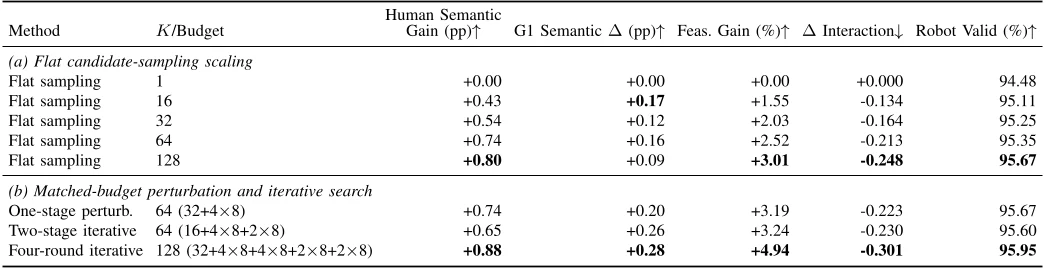 Method K/Budget Human Semantic Gain (pp)↑ G1 Semantic Δ (pp)↑ Feas. Gain (%)↑ Δ Interaction↓ Robot Valid (%)↑
(a) Flat candidate-sampling scaling
Flat sampling 1 +0.00 +0.00 +0.00 +0.000 94.48
Flat sampling 16 +0.43 +0.17 +1.55 -0.134 95.11
Flat sampling 32 +0.54 +0.12 +2.03 -0.164 95.25
Flat sampling 64 +0.74 +0.16 +2.52 -0.213 95.35
Flat sampling 128 +0.80 +0.09 +3.01 -0.248 95.67
(b) Matched-budget perturbation and iterative search
One-stage perturb. 64 (32+4×8) +0.74 +0.20 +3.19 -0.223 95.67
Two-stage iterative 64 (16+4×8+2×8) +0.65 +0.26 +3.24 -0.230 95.60
Four-round iterative 128 (32+4×8+4×8+2×8+2×8) +0.88 +0.28 +4.94 -0.301 95.95